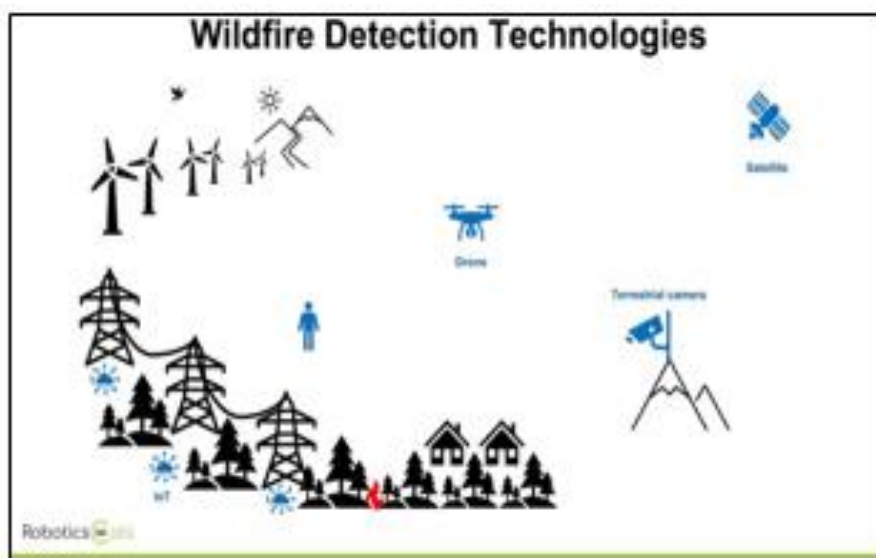 Wildfire Detection Technologies
Satellite
Drone
Terrestrial camera
IoT
Robotics